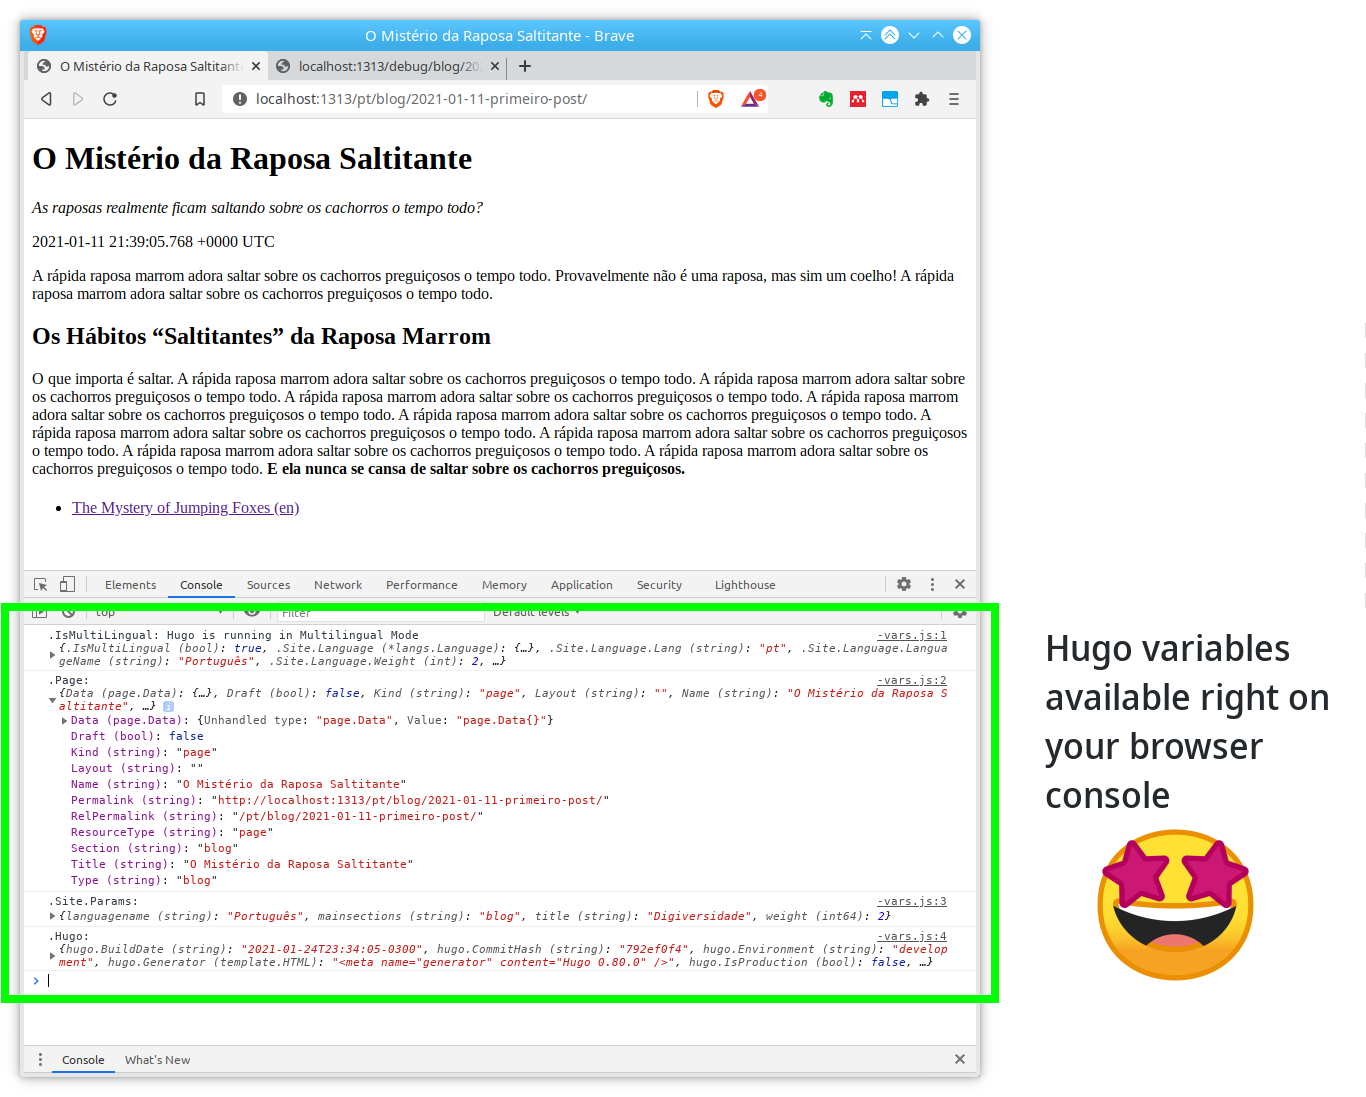 O Mistério da Raposa Saltitante - Brave
O Mistério da Raposa Saltitant
localhost:1313/debug/blog/202
localhost:1313/pt/blog/2021-01-11-primeiro-post/
4
O Mistério da Raposa Saltitante
As raposas realmente ficam saltando sobre os cachorros o tempo todo?
2021-01-11 21:39:05.768 +0000 UTC
A rápida raposa marrom adora saltar sobre os cachorros preguiçosos o tempo todo. Provavelmente não é uma raposa, mas sim um coelho! A rápida
raposa marrom adora saltar sobre os cachorros preguiçosos o tempo todo.
Os Hábitos “Saltitantes” da Raposa Marrom
O que importa é saltar. A rápida raposa marrom adora saltar sobre os cachorros preguiçosos o tempo todo. A rápida raposa marrom adora saltar sobre
os cachorros preguiçosos o tempo todo. A rápida raposa marrom adora saltar sobre os cachorros preguiçosos o tempo todo. A rápida raposa marrom
adora saltar sobre os cachorros preguiçosos o tempo todo. A rápida raposa marrom adora saltar sobre os cachorros preguiçosos o tempo todo. A
rápida raposa marrom adora saltar sobre os cachorros preguiçosos o tempo todo. A rápida raposa marrom adora saltar sobre os cachorros preguiçosos
o tempo todo. A rápida raposa marrom adora saltar sobre os cachorros preguiçosos o tempo todo. A rápida raposa marrom adora saltar sobre os
cachorros preguiçosos o tempo todo. E ela nunca se cansa de saltar sobre os cachorros preguiçosos.
• The Mystery of Jumping Foxes (en)
Elements Console Sources Network Performance Memory Application Security Lighthouse
top Filter Default levels
.IsMultiLingual: Hugo is running in Multilingual Mode -vars.js:1
{.IsMultiLingual (bool): true, .Site.Language (*langs.Language): {…}, .Site.Language.Lang (string): "pt", .Site.Language.Langua
geName (string): "Português", .Site.Language.Weight (int): 2, …}
.Page: -vars.js:2
{Data (page.Data): {…}, Draft (bool): false, Kind (string): "page", Layout (string): "", Name (string): "O Mistério da Raposa S
altitante", …} i
Data (page.Data): {Unhandled type: "page.Data", Value: "page.Data{}"}
Draft (bool): false
Kind (string): "page"
Layout (string): ""
Name (string): "O Mistério da Raposa Saltitante"
Permalink (string): "http://localhost:1313/pt/blog/2021-01-11-primeiro-post/"
RelPermalink (string): "/pt/blog/2021-01-11-primeiro-post/"
ResourceType (string): "page"
Section (string): "blog"
Title (string): "O Mistério da Raposa Saltitante"
Type (string): "blog"
.Site.Params: -vars.js:3
{languagename (string): "Português", mainsections (string): "blog", title (string): "Digiversidade", weight (int64): 2}
.Hugo: -vars.js:4
{hugo.BuildDate (string): "2021-01-24T23:34:05-0300", hugo.CommitHash (string): "792ef0f4", hugo.Environment (string): "develop
ment", hugo.Generator (template.HTML): "<meta name="generator" content="Hugo 0.80.0" />", hugo.IsProduction (bool): false, …}
Console What's New
Hugo variables
available right on
your browser
console